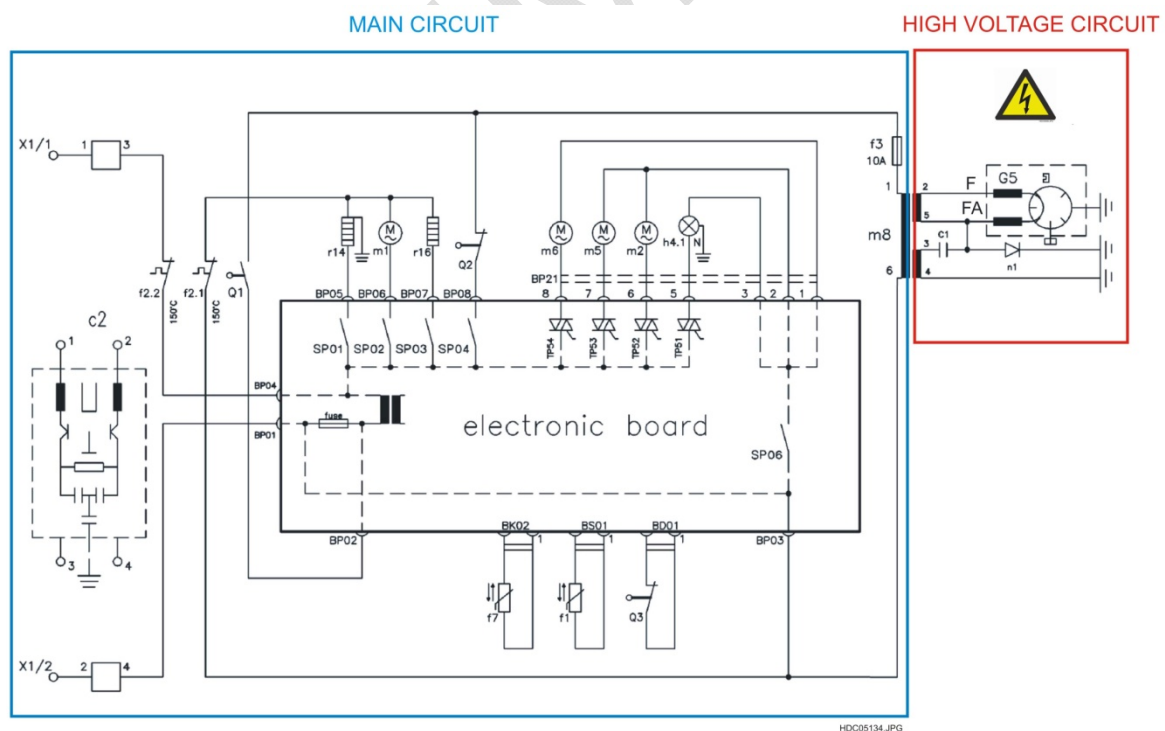 MAIN CIRCUIT
HIGH VOLTAGE CIRCUIT
X1/1
1
3
f3
10A
1
2
F
G5
FA
5
m8
3
C1
n1
6
4
r14
M
~
m1
r16
Q2
M
~
m6
M
~
m5
M
~
m2
h4.1
N
f2.2
150°C
f2.1
150°C
Q1
BP21
BP05
BP06
BP07
BP08
8
7
6
5
3
2
1
SP01
SP02
SP03
SP04
TP54
TP53
TP52
TP51
c2
1
2
3
4
BP04
fuse
BP01
electronic board
SP06
BP02
BK02
1
BS01
1
BD01
1
BP03
f7
f1
Q3
X1/2
2
4
HDC05134.JPG